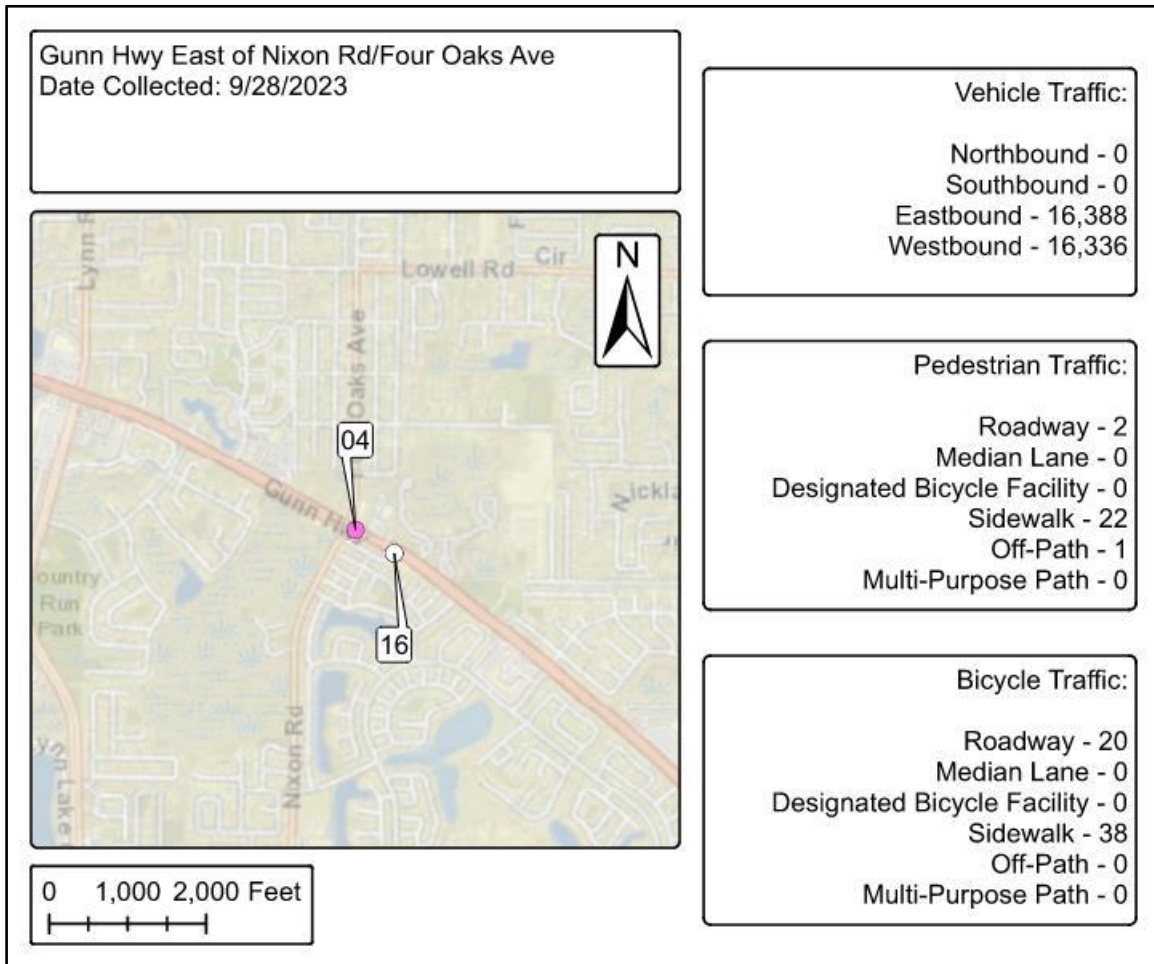 Gunn Hwy East of Nixon Rd/Four Oaks Ave
Date Collected: 9/28/2023
Vehicle Traffic:
Northbound - 0
Southbound - 0
Eastbound - 16,388
Westbound - 16,336
Pedestrian Traffic:
Roadway - 2
Median Lane - 0
Designated Bicycle Facility - 0
Sidewalk - 22
Off-Path - 1
Multi-Purpose Path - 0
Bicycle Traffic:
Roadway - 20
Median Lane - 0
Designated Bicycle Facility - 0
Sidewalk - 38
Off-Path - 0
Multi-Purpose Path - 0
Lynn R
Cir
Lowell Rd
N
Oaks Ave
04
Gunn H
N
ickla
ountry
Run
Park
16
Nixon Rd
n Lake
0 1,000 2,000 Feet